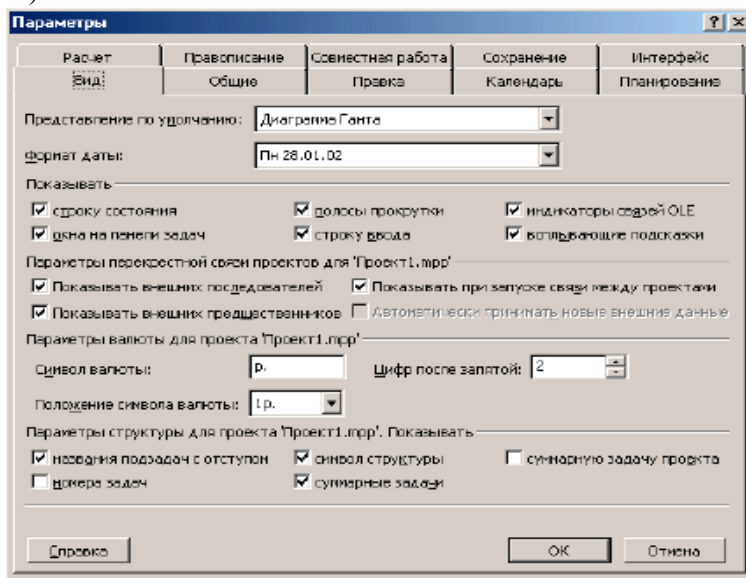 Параметры
Расчет Правописание Совместная работа Сохранение Интерфейс
Вид Общие Правка Календарь Планирование
Представление по умолчанию: Диаграмма Ганта
Формат даты: Пн 28.01.02
Показывать
строку состояния полосы прокрутки индикаторы связей OLE
окна на панели задач строку ввода всплывающие подсказки
Параметры перекрестной связи проектов для 'Проект1.mpp'
Показывать внешних последователей Показывать при запуске связи между проектами
Показывать внешних предшественников Автоматически принимать новые внешние данные
Параметры валюты для проекта 'Проект1.mpp'
Символ валюты: р. Цифр после запятой: 2
Положение символа валюты: 1р.
Параметры структуры для проекта 'Проект1.mpp'. Показывать
названия подзадач с отступом символ структуры суммарную задачу проекта
номера задач суммарные задачи
Справка ОК Отмена